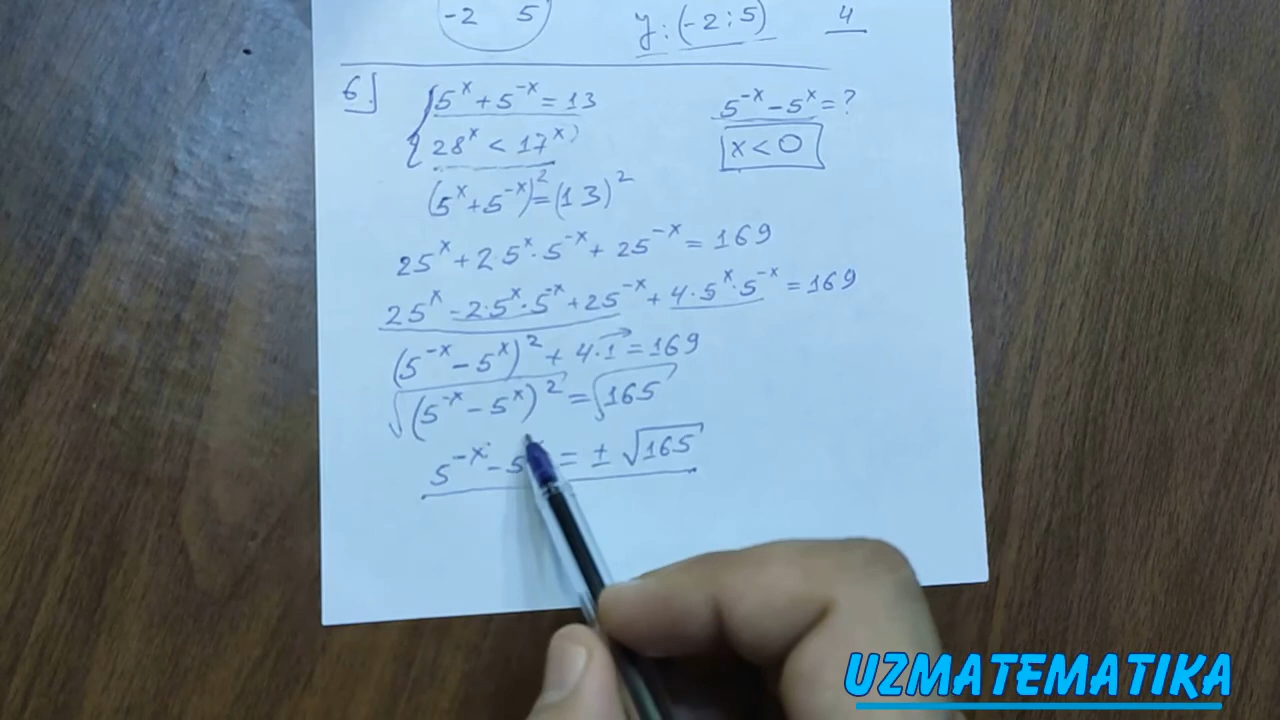 -2 5 y: (-2; 5) 4
6.] { 5^x + 5^-x = 13 5^-x - 5^x = ?
28^x < 17^x x < 0
(5^x + 5^-x)^2 = (13)^2
25^x + 2·5^x·5^-x + 25^-x = 169
25^x - 2·5^x·5^-x + 25^-x + 4·5^x·5^-x = 169
(5^-x - 5^x)^2 + 4·1 = 169
√(5^-x - 5^x)^2 = √165
5^-x - 5 = ± √165
UZMATEMATIKA